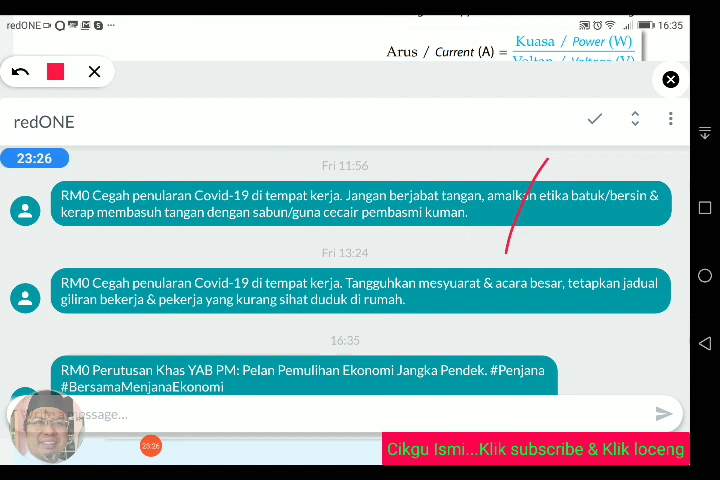 redONE
16:35
Arus / Current (A) = Kuasa / Power (W)
Voltan / Voltage (V)
redONE
23:26
Fri 11:56
RM0 Cegah penularan Covid-19 di tempat kerja. Jangan berjabat tangan, amalkan etika batuk/bersin &
kerap membasuh tangan dengan sabun/guna cecair pembasmi kuman.
Fri 13:24
RM0 Cegah penularan Covid-19 di tempat kerja. Tangguhkan mesyuarat & acara besar, tetapkan jadual
giliran bekerja & pekerja yang kurang sihat duduk di rumah.
16:35
RM0 Perutusan Khas YAB PM: Pelan Pemulihan Ekonomi Jangka Pendek. #Penjana
#BersamaMenjanaEkonomi
Write a message...
23:26
Cikgu Ismi...Klik subscribe & Klik loceng